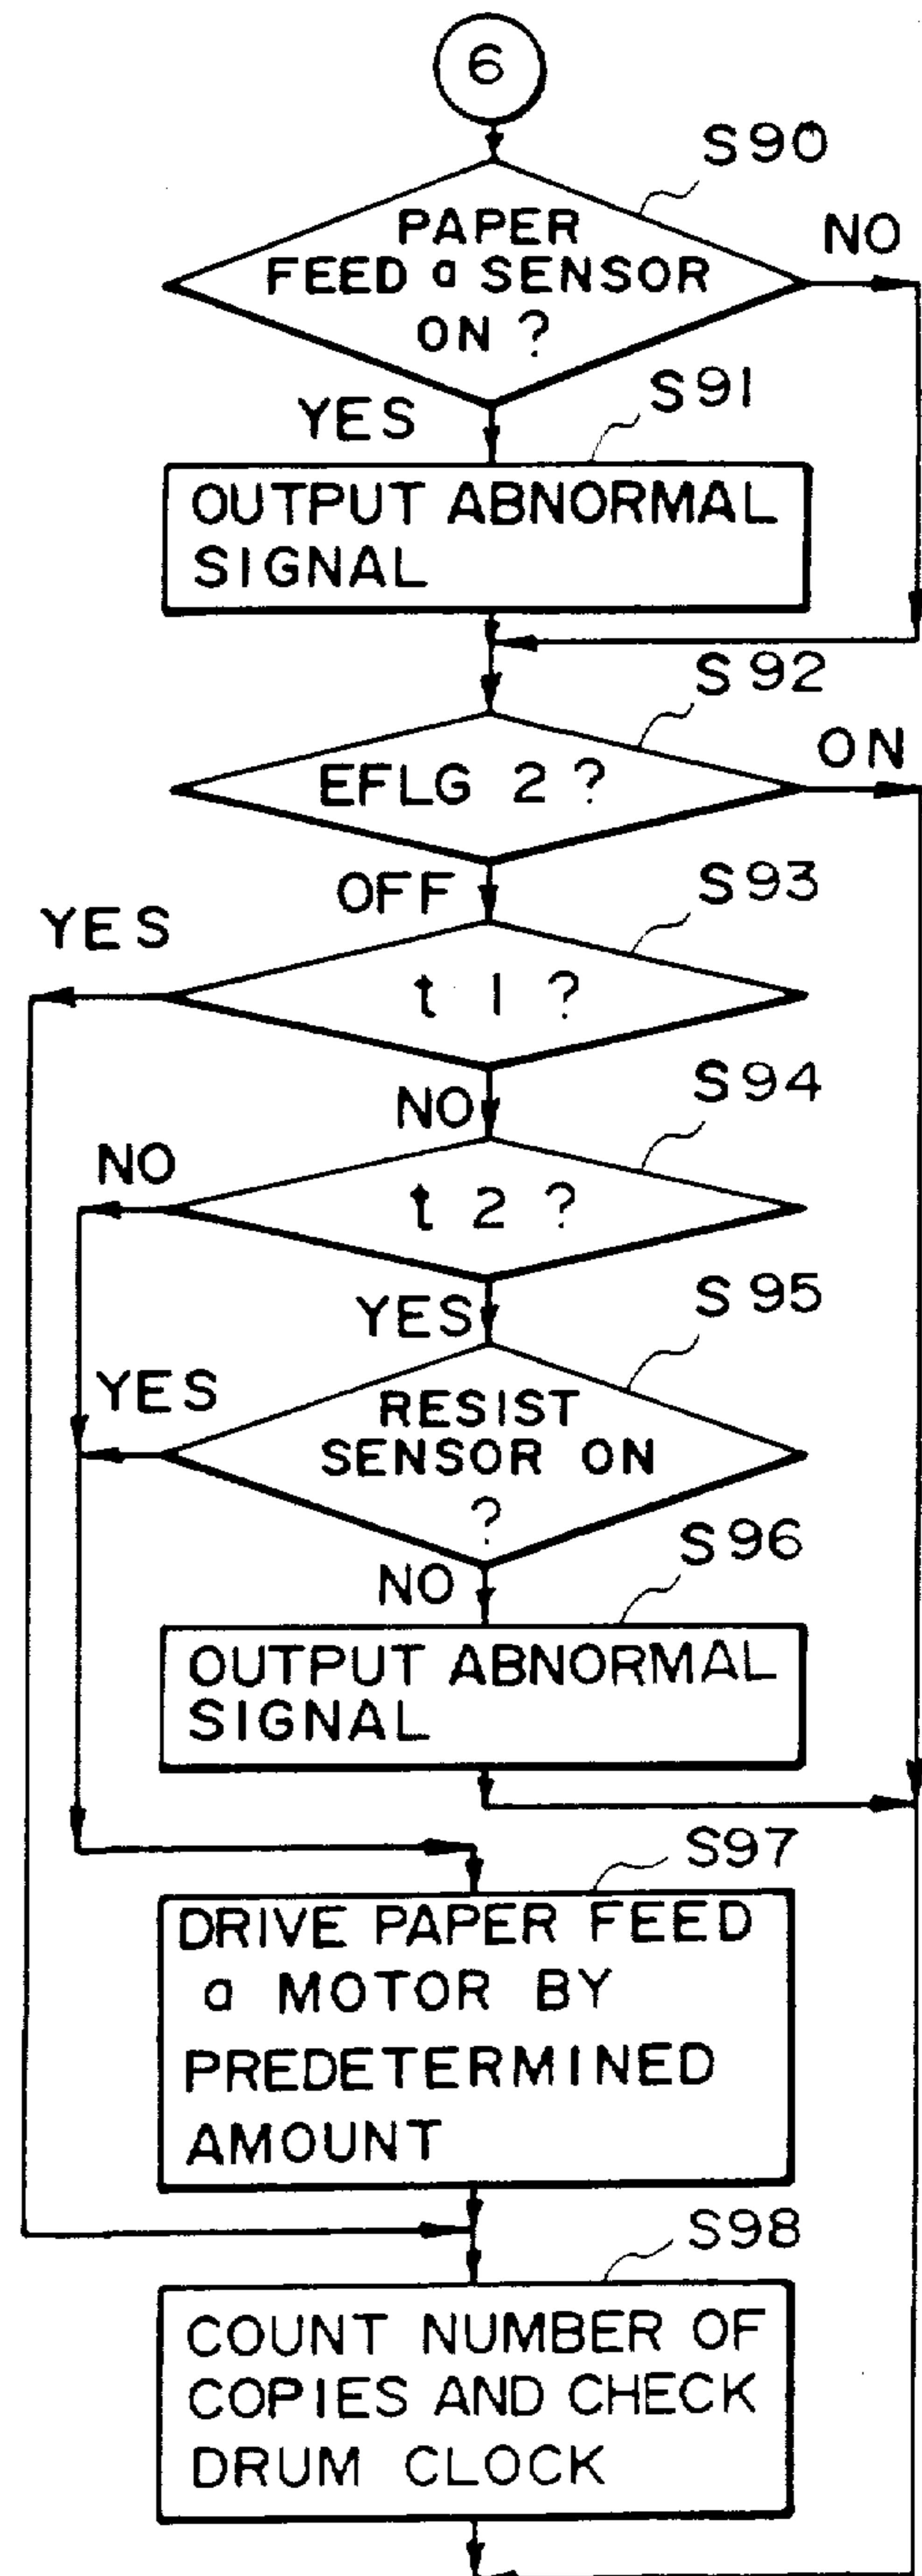 6
S90
PAPER
FEED a SENSOR
ON ?
NO
YES
S91
OUTPUT ABNORMAL
SIGNAL
S92
EFLG 2 ?
ON
OFF
S93
YES
t 1 ?
NO
S94
NO
t 2 ?
YES
S95
YES
RESIST
SENSOR ON
?
NO
S96
OUTPUT ABNORMAL
SIGNAL
S97
DRIVE PAPER FEED
a MOTOR BY
PREDETERMINED
AMOUNT
S98
COUNT NUMBER OF
COPIES AND CHECK
DRUM CLOCK